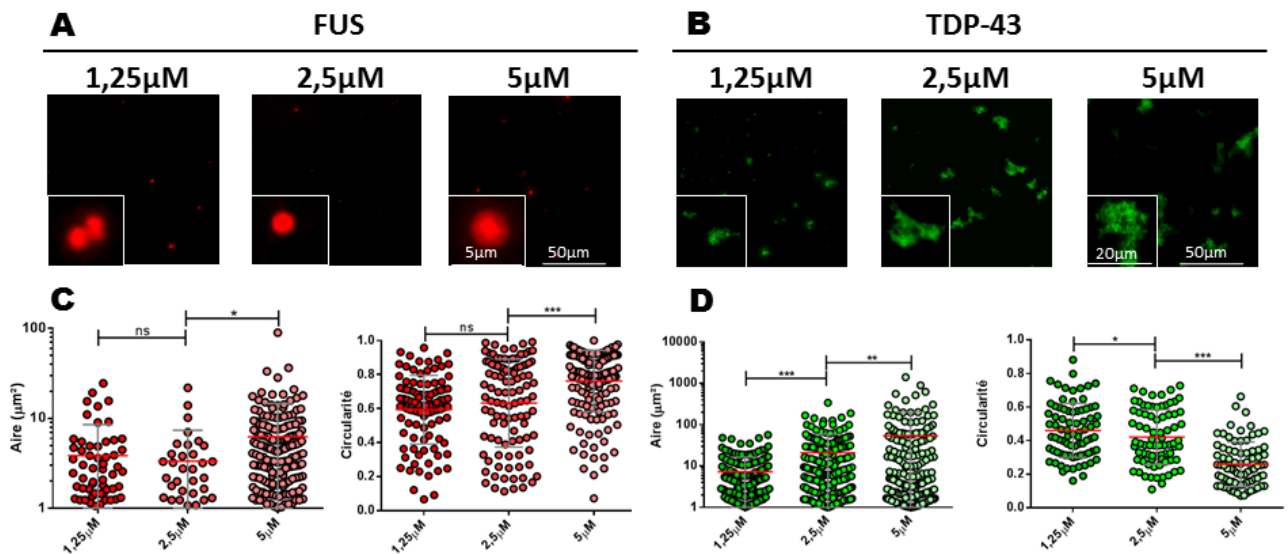 A FUS
1,25µM 2,5µM 5µM
5µm 50µm
B TDP-43
1,25µM 2,5µM 5µM
20µm 50µm
C
Aire (µm²)
100
10
1
ns *
1,25µM 2,5µM 5µM
Circularité
1.0
0.8
0.6
0.4
0.2
0.0
ns ***
1,25µM 2,5µM 5µM
D
Aire (µm²)
10000
1000
100
10
1
*** **
1,25µM 2,5µM 5µM
Circularité
1.0
0.8
0.6
0.4
0.2
0.0
* ***
1,25µM 2,5µM 5µM